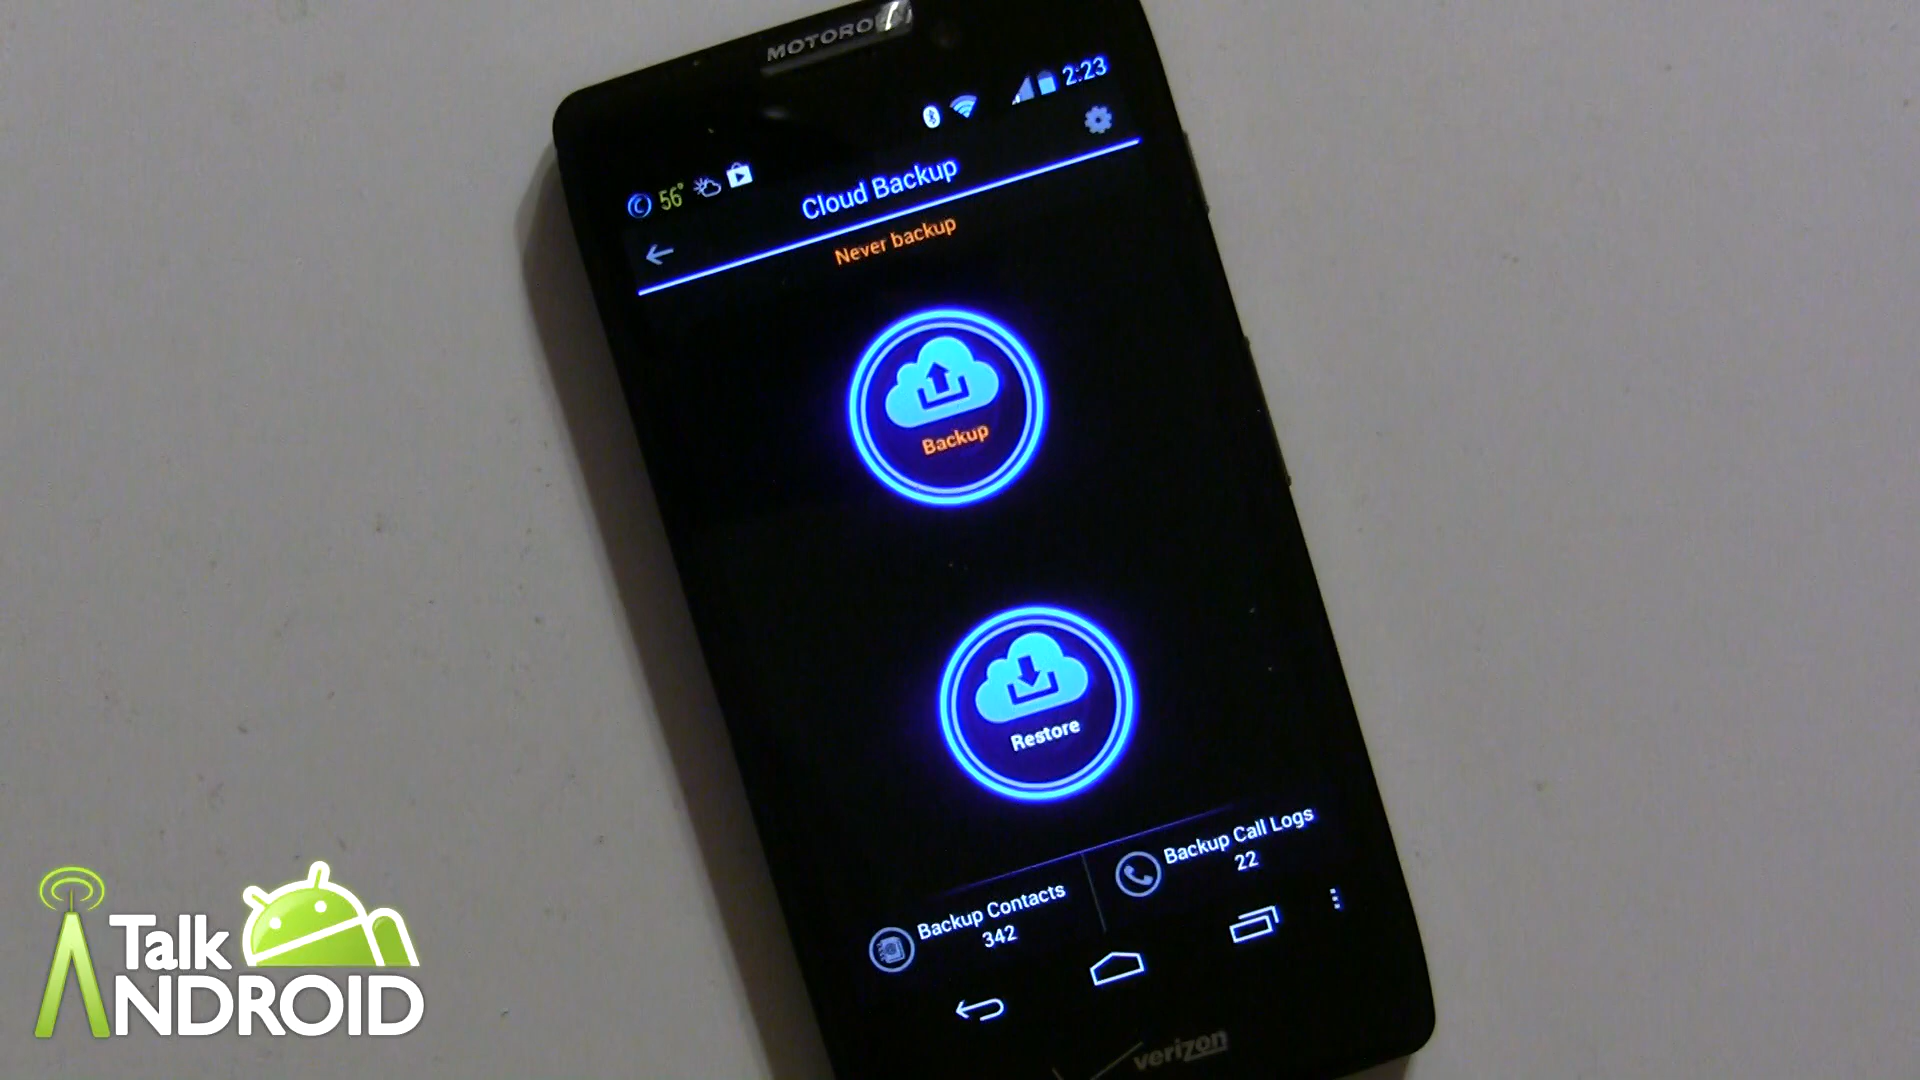 MOTOROLA
2:23
56°
Cloud Backup
Never backup
Backup
Restore
Backup Contacts
342
Backup Call Logs
22
verizon
Talk
ANDROID